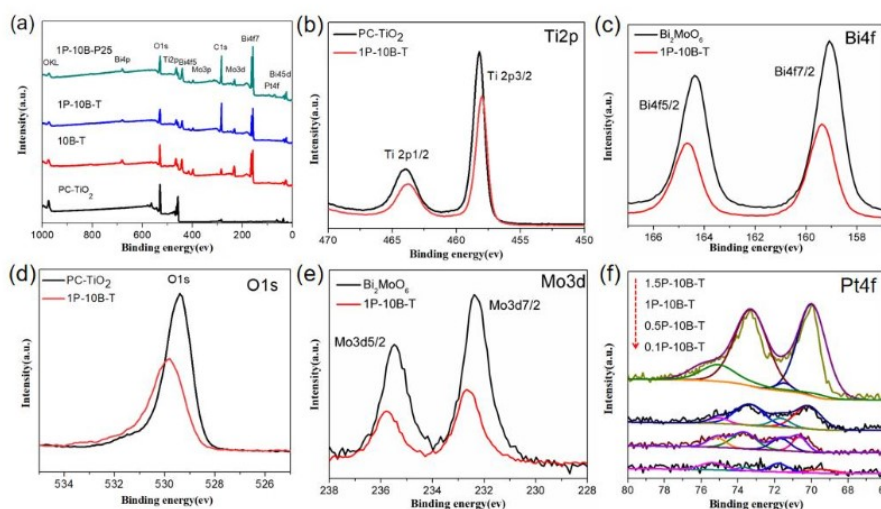 (a)
1P-10B-P25
OKL
Bi4p
O1s
Ti2p
Bi4f5
Mo3p
C1s
Mo3d
Bi4f7
Bi45d
Pt4f
1P-10B-T
10B-T
PC-TiO2
Intensity(a.u.)
1000 800 600 400 200 0
Binding energy(ev)
(b)
PC-TiO2
1P-10B-T
Ti2p
Ti 2p3/2
Ti 2p1/2
Intensity(a.u.)
470 465 460 455 450
Binding energy(ev)
(c)
Bi2MoO6
1P-10B-T
Bi4f
Bi4f7/2
Bi4f5/2
Intensity(a.u.)
166 164 162 160 158
Binding energy(ev)
(d)
PC-TiO2
1P-10B-T
O1s
O1s
Intensity(a.u.)
534 532 530 528 526
Binding energy(ev)
(e)
Bi2MoO6
1P-10B-T
Mo3d
Mo3d7/2
Mo3d5/2
Intensity(a.u.)
238 236 234 232 230 228
Binding energy(ev)
(f)
1.5P-10B-T
1P-10B-T
0.5P-10B-T
0.1P-10B-T
Pt4f
Intensity(a.u.)
80 75 70
Binding energy(ev)